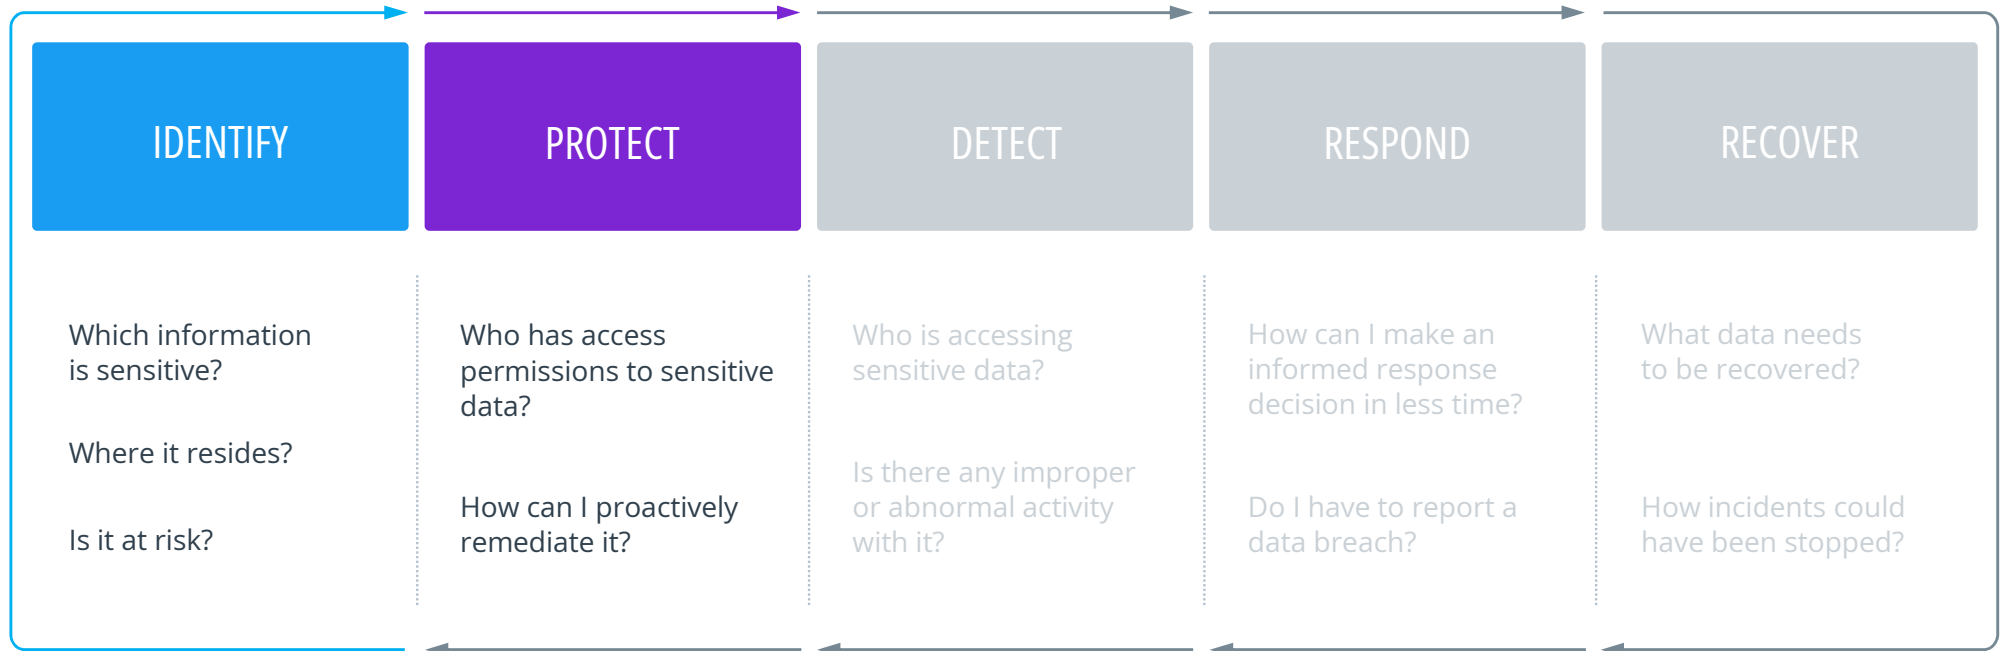 IDENTIFY
PROTECT
DETECT
RESPOND
RECOVER
Which information
is sensitive?
Where it resides?
Is it at risk?
Who has access
permissions to sensitive
data?
How can I proactively
remediate it?
Who is accessing
sensitive data?
Is there any improper
or abnormal activity
with it?
How can I make an
informed response
decision in less time?
Do I have to report a
data breach?
What data needs
to be recovered?
How incidents could
have been stopped?